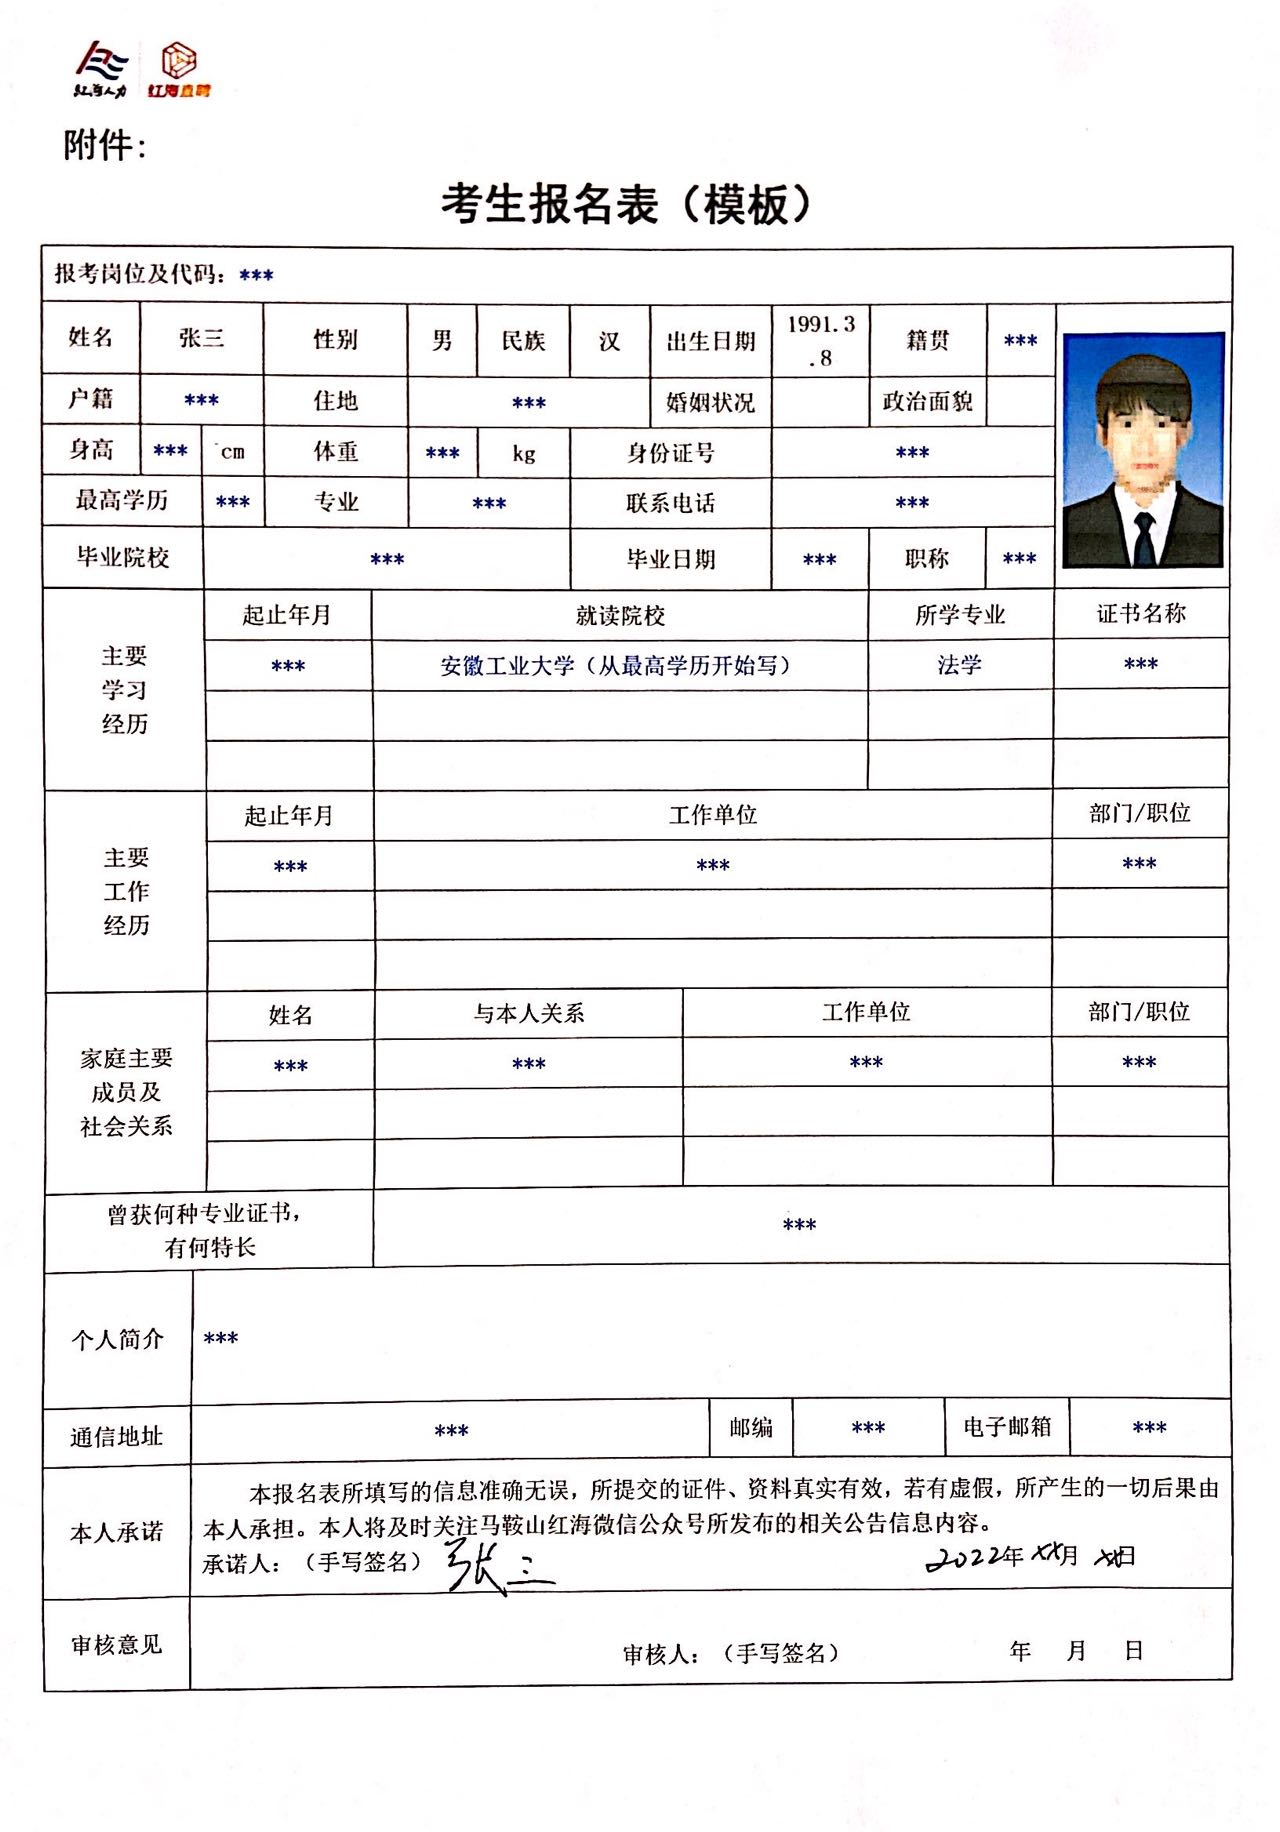 红海人力 红海直聘
附件：
考生报名表（模板）
报考岗位及代码：***
姓名 张三 性别 男 民族 汉 出生日期 1991.3.8 籍贯 ***
户籍 *** 住地 *** 婚姻状况 政治面貌
身高 *** cm 体重 *** kg 身份证号 ***
最高学历 *** 专业 *** 联系电话 ***
毕业院校 *** 毕业日期 *** 职称 ***
主要学习经历
起止年月 就读院校 所学专业 证书名称
*** 安徽工业大学（从最高学历开始写） 法学 ***
主要工作经历
起止年月 工作单位 部门/职位
*** *** ***
家庭主要成员及社会关系
姓名 与本人关系 工作单位 部门/职位
*** *** *** ***
曾获何种专业证书，
有何特长
***
个人简介 ***
通信地址 *** 邮编 *** 电子邮箱 ***
本人承诺
本报名表所填写的信息准确无误，所提交的证件、资料真实有效，若有虚假，所产生的一切后果由
本人承担。本人将及时关注马鞍山红海微信公众号所发布的相关公告信息内容。
承诺人：（手写签名） 张三 2022年 xx月 xx日
审核意见
审核人：（手写签名） 年 月 日